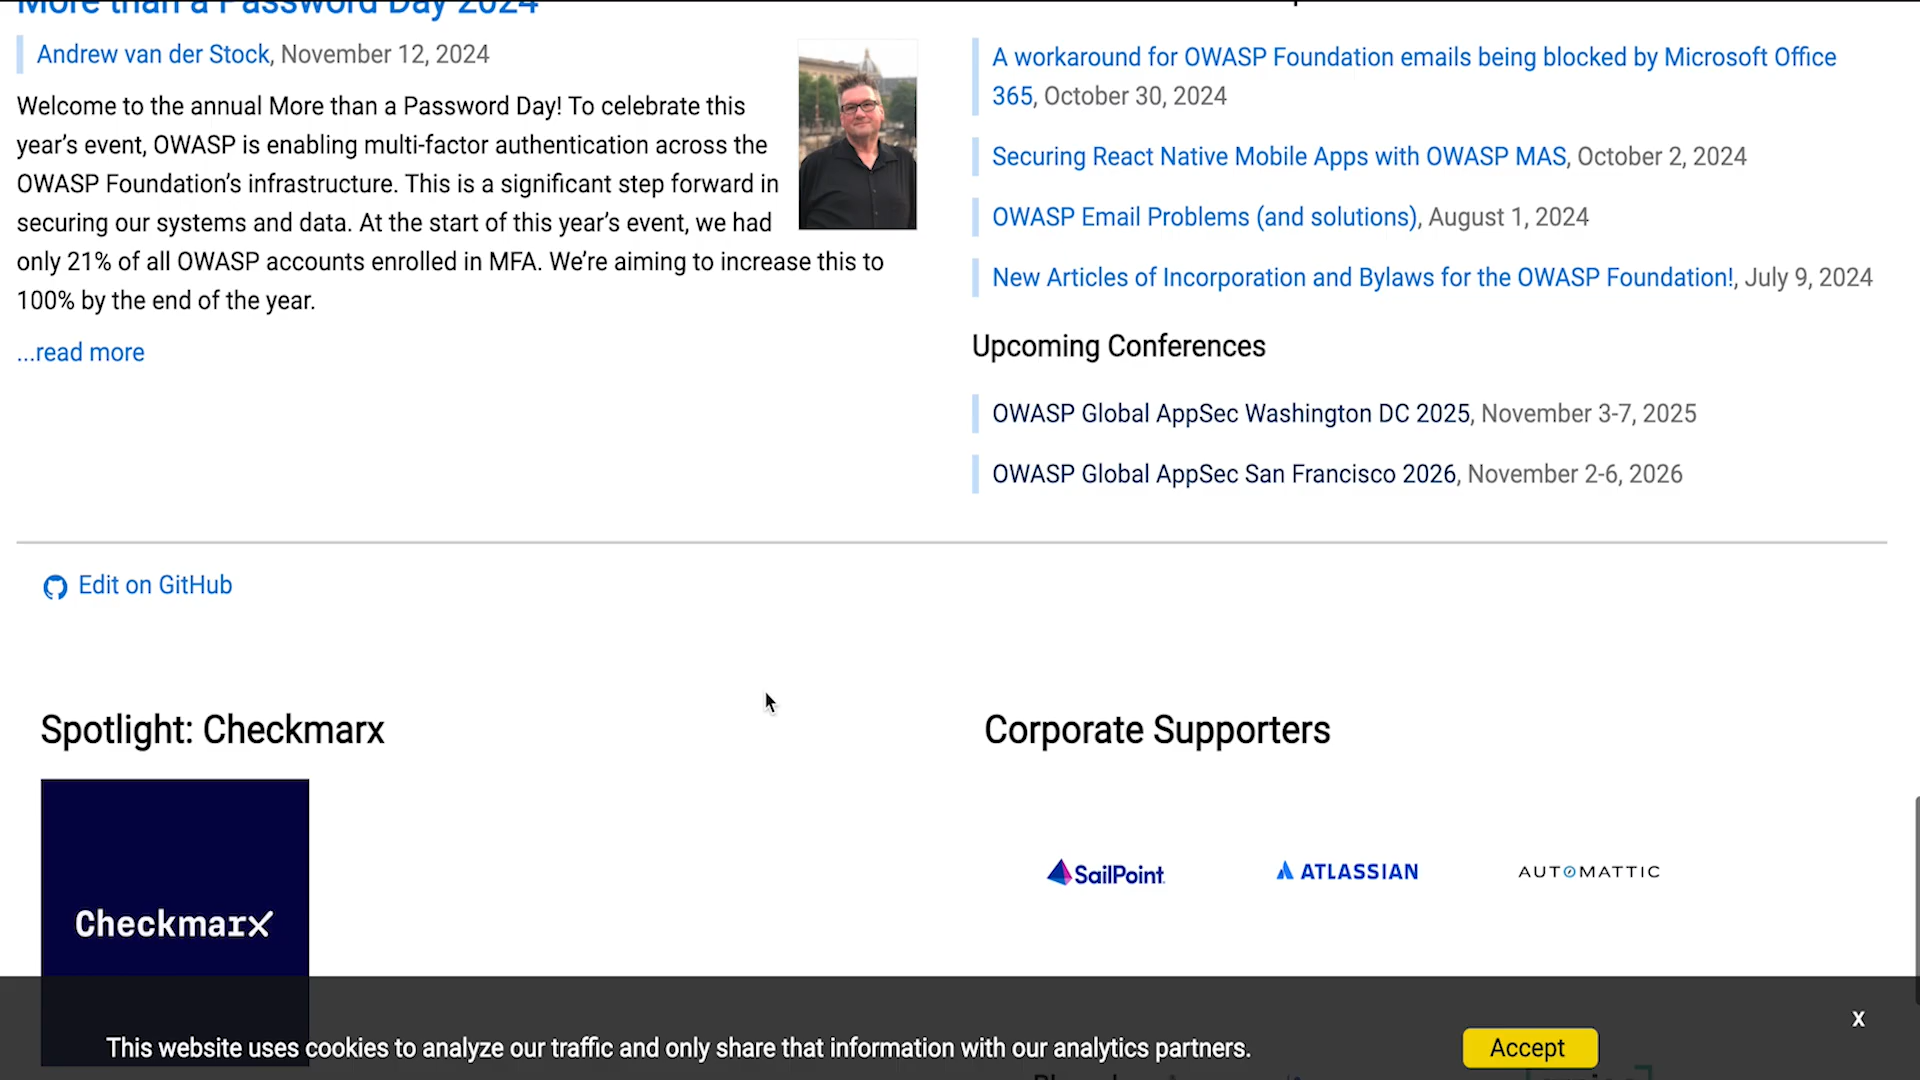 More than a Password Day 2024
Andrew van der Stock, November 12, 2024
Welcome to the annual More than a Password Day! To celebrate this
year’s event, OWASP is enabling multi-factor authentication across the
OWASP Foundation’s infrastructure. This is a significant step forward in
securing our systems and data. At the start of this year’s event, we had
only 21% of all OWASP accounts enrolled in MFA. We’re aiming to increase this to
100% by the end of the year.
...read more
A workaround for OWASP Foundation emails being blocked by Microsoft Office
365, October 30, 2024
Securing React Native Mobile Apps with OWASP MAS, October 2, 2024
OWASP Email Problems (and solutions), August 1, 2024
New Articles of Incorporation and Bylaws for the OWASP Foundation!, July 9, 2024
Upcoming Conferences
OWASP Global AppSec Washington DC 2025, November 3-7, 2025
OWASP Global AppSec San Francisco 2026, November 2-6, 2026
Edit on GitHub
Spotlight: Checkmarx
Checkmarx
Corporate Supporters
SailPoint
ATLASSIAN
AUTOMATTIC
This website uses cookies to analyze our traffic and only share that information with our analytics partners.
Accept
x